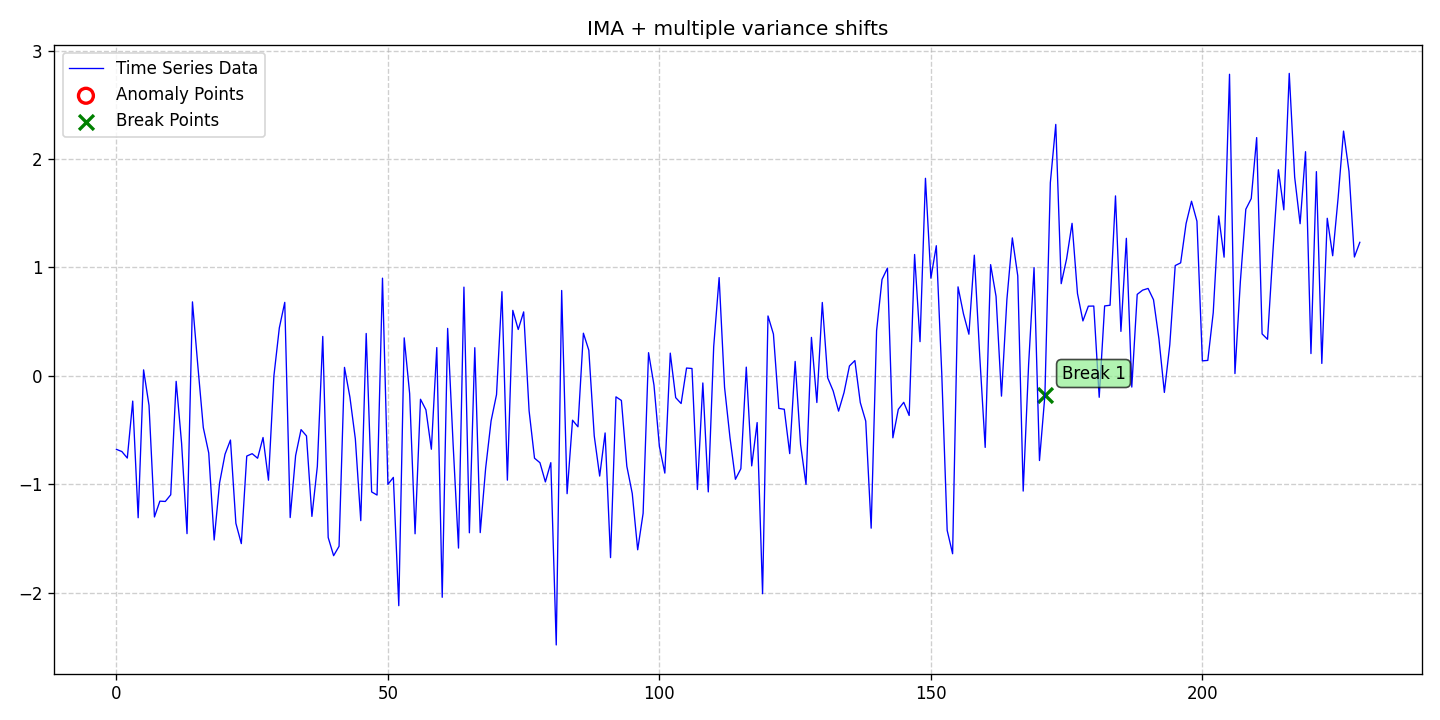 IMA + multiple variance shifts
Time Series Data
Anomaly Points
Break Points
3
2
1
0
−1
−2
Break 1
0
50
100
150
200